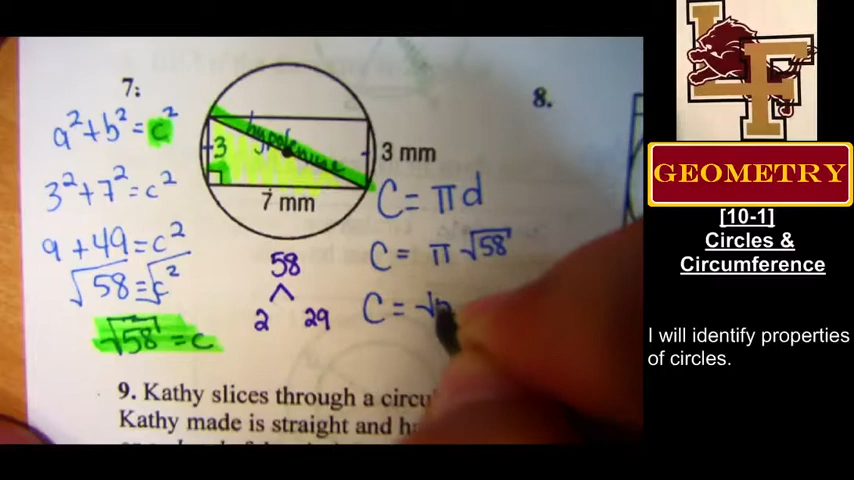 7:
a² + b² = c²
3² + 7² = c²
9 + 49 = c²
√58 = √c²
√58 = c
3
hypotenuse
3 mm
7 mm
58
2 29
8.
C = πd
C = π √58
C = √
9. Kathy slices through a circu
Kathy made is straight and ha
LF
GEOMETRY
[10-1]
Circles &
Circumference
I will identify properties
of circles.